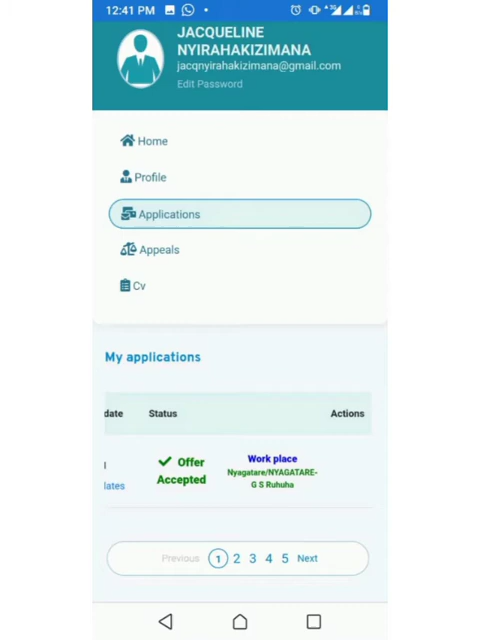 12:41 PM
JACQUELINE
NYIRAHAKIZIMANA
jacqnyirahakizimana@gmail.com
Edit Password
Home
Profile
Applications
Appeals
Cv
My applications
date Status Actions
Offer
Accepted
Work place
Nyagatare/NYAGATARE-
G S Ruhuha
l
lates
Previous 1 2 3 4 5 Next